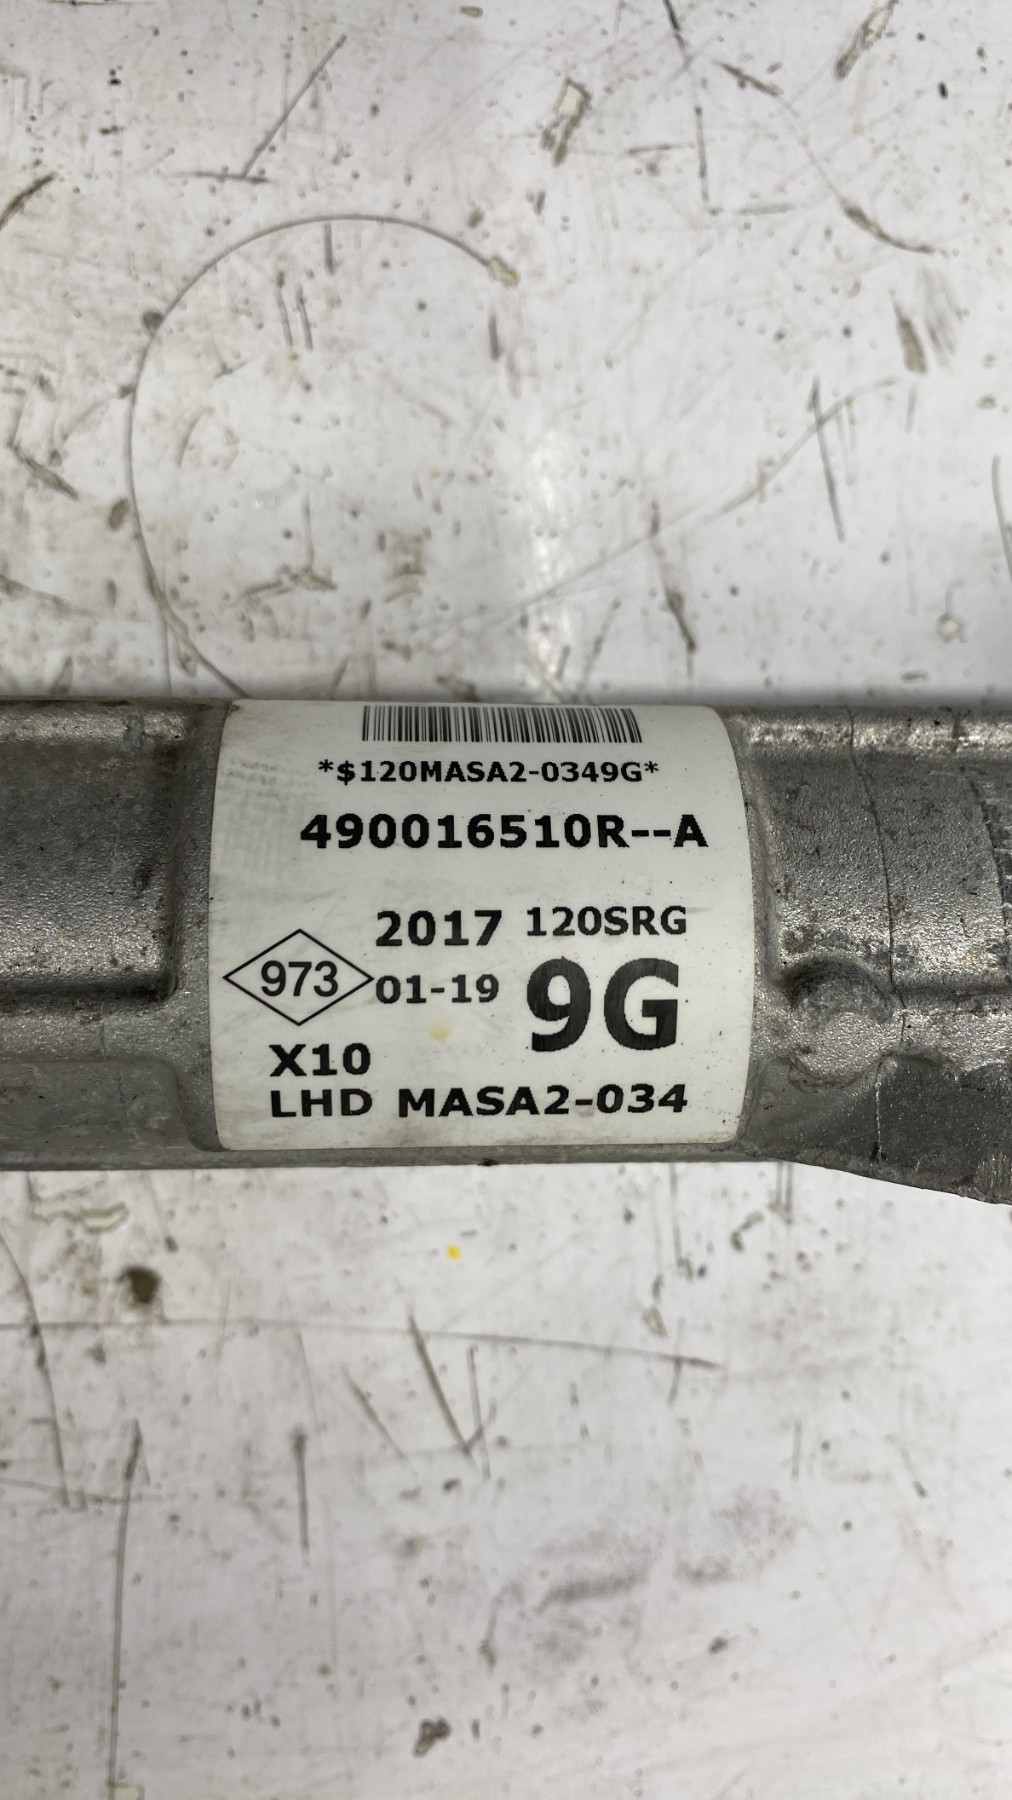 *$120MASA2-0349G*
490016510R--A
2017 120SRG
973 01-19 9G
X10
LHD MASA2-034